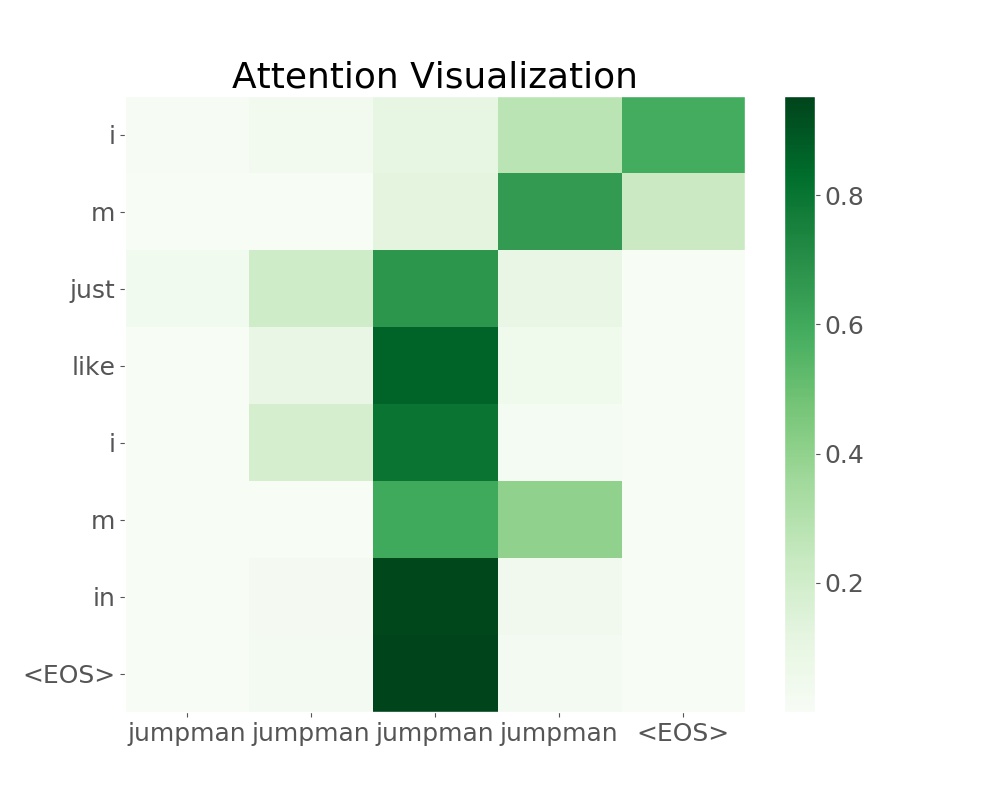 Attention Visualization
i
m
just
like
i
m
in
<EOS>
jumpman jumpman jumpman jumpman <EOS>
0.8
0.6
0.4
0.2